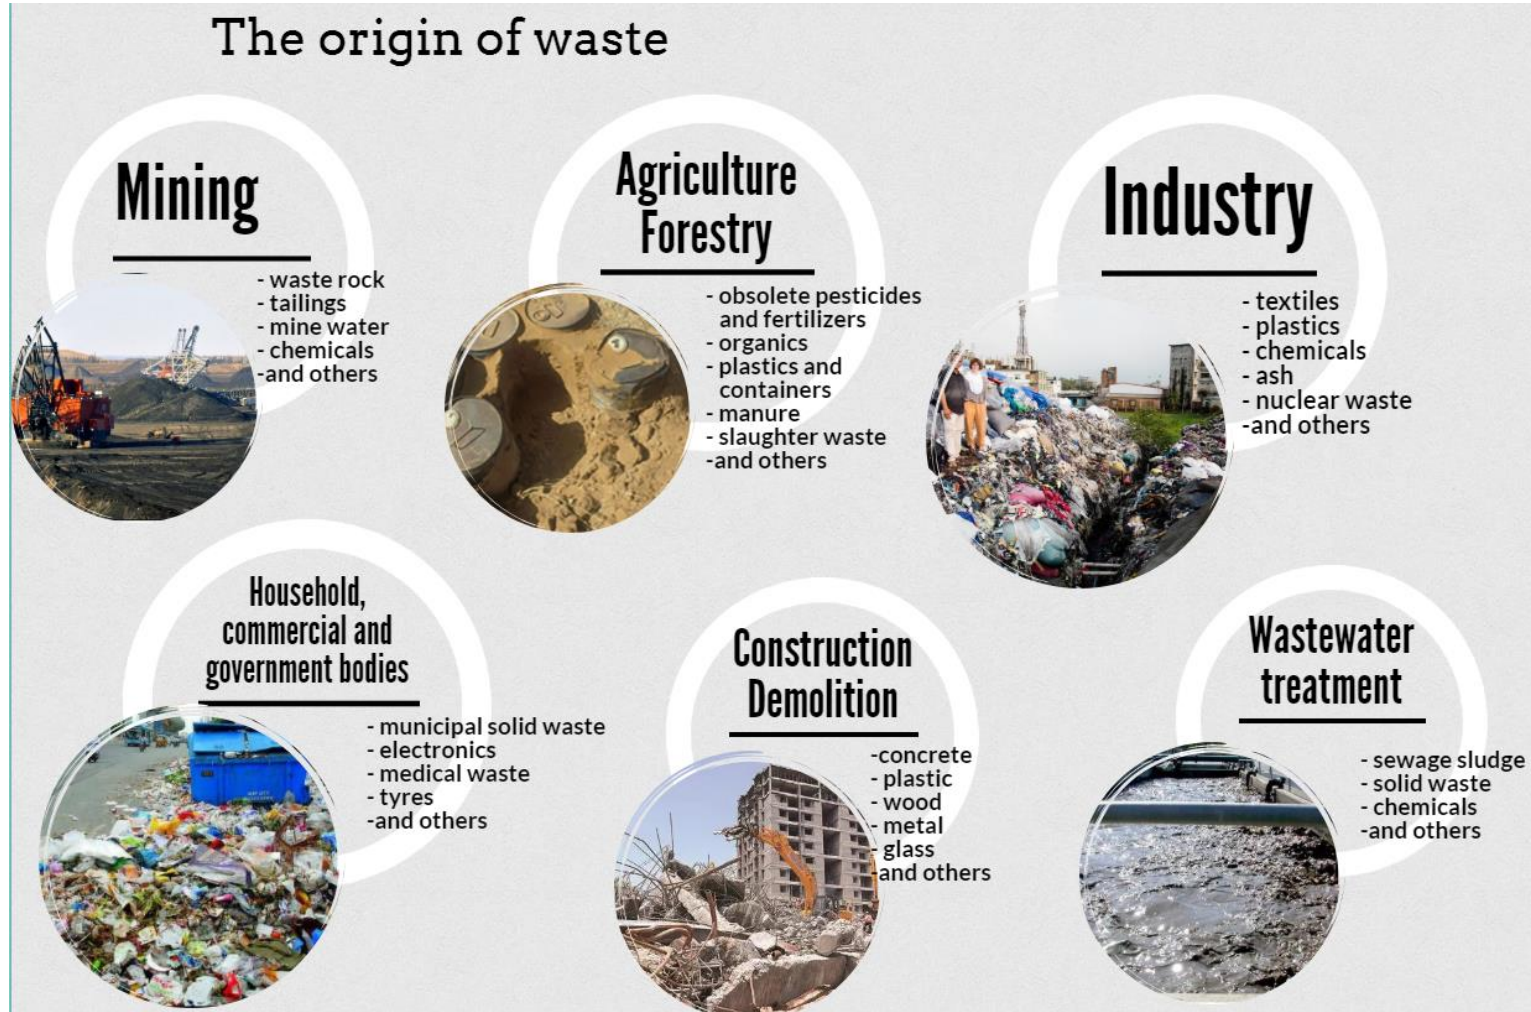 The origin of waste
Mining
- waste rock
- tailings
- mine water
- chemicals
-and others
Agriculture
Forestry
- obsolete pesticides
and fertilizers
- organics
- plastics and
containers
- manure
- slaughter waste
-and others
Industry
- textiles
- plastics
- chemicals
- ash
- nuclear waste
-and others
Household,
commercial and
government bodies
- municipal solid waste
- electronics
- medical waste
- tyres
-and others
Construction
Demolition
-concrete
- plastic
- wood
- metal
- glass
-and others
Wastewater
treatment
- sewage sludge
- solid waste
- chemicals
-and others